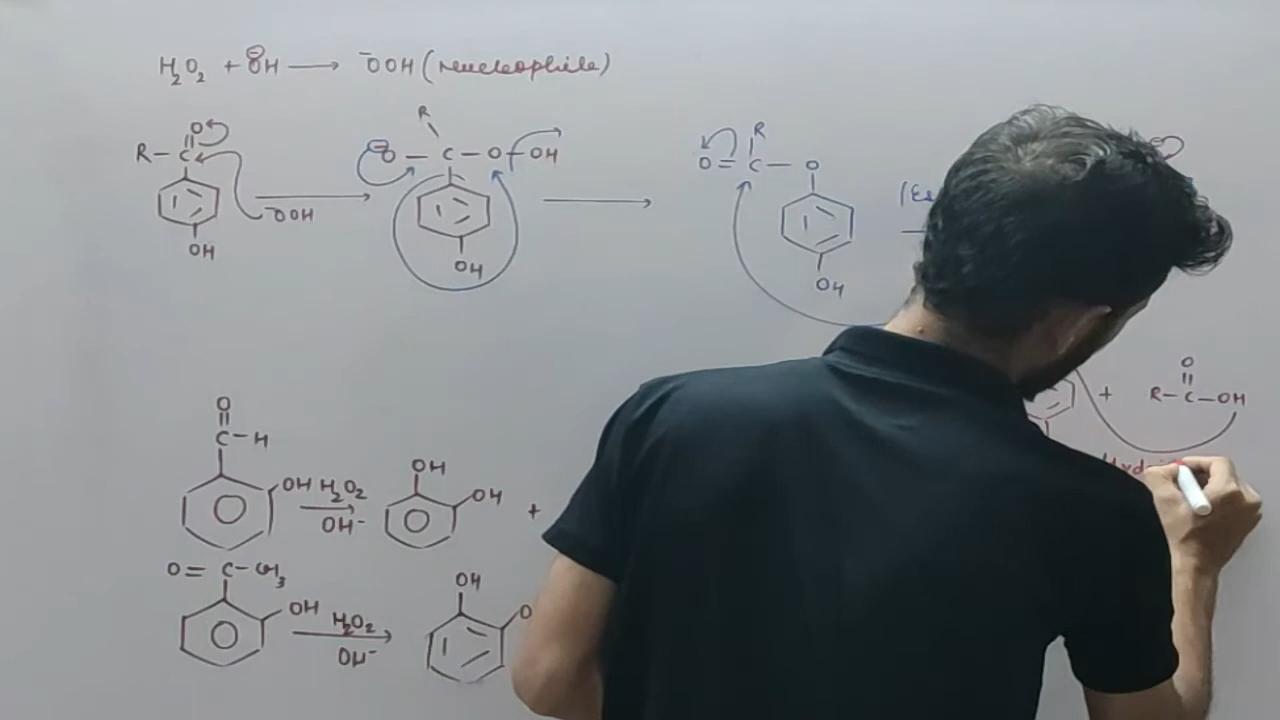 H2O2 + ⊖OH ⟶ ⁻OOH (nucleophile)
R–C=O OH ⁻OOH
R ⊖O–C–O–OH OH
R O=C–O OH
O
R–C–OH
+
O
C–H
OH H2O2 OH⁻
OH OH +
O=C–CH3
OH H2O2 OH⁻
OH O